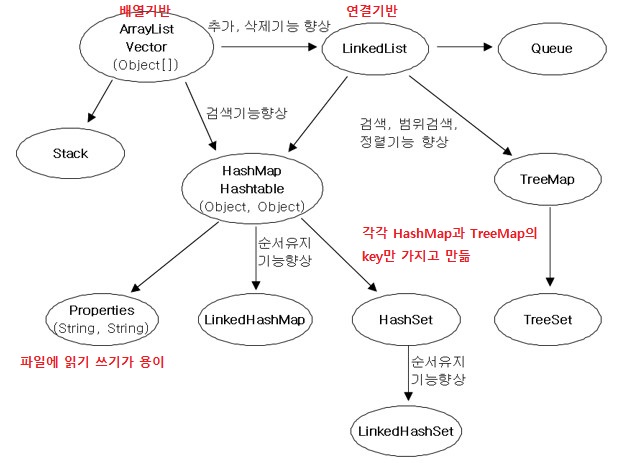 배열기반
ArrayList
Vector
(Object[])
추가, 삭제기능 향상
연결기반
LinkedList
Queue
검색기능향상
검색, 범위검색,
정렬기능 향상
Stack
HashMap
Hashtable
(Object, Object)
TreeMap
각각 HashMap과 TreeMap의
key만 가지고 만듦
순서유지
기능향상
Properties
(String, String)
LinkedHashMap
HashSet
TreeSet
파일에 읽기 쓰기가 용이
순서유지
기능향상
LinkedHashSet